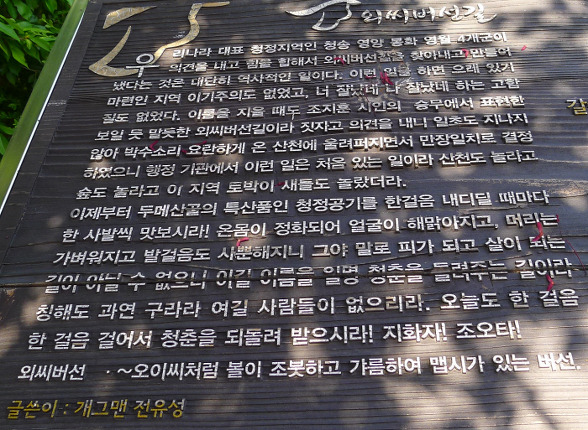 외씨버선길
우리나라 대표 청정지역인 청송 영양 봉화 영월 4개군이
의견을 내고 힘을 합해서 외씨버선길을 찾아내고 만들어
냈다는 것은 대단히 역사적인 일이다. 이런 일을 하면 으레 있기
마련인 지역 이기주의도 없었고, 너 잘났네 나 잘났네 하는 고함
질도 없었다. 이름을 지을 때도 조지훈 시인의 승무에서 표현한
보일 듯 말듯한 외씨버선길이라 짓자고 의견을 내니 일초도 지나지
않아 박수소리 요란하게 온 산천에 울려퍼지면서 만장일치로 결정
하였으니 행정 기관에서 이런 일은 처음 있는 일이라 산천도 놀라고
숲도 놀라고 이 지역 토박이 새들도 놀랐더라.
이제부터 두메산골의 특산품인 청정공기를 한걸음 내디딜 때마다
한 사발씩 맛보시라! 온몸이 정화되어 얼굴이 해맑아지고, 머리는
가벼워지고 발걸음도 사뿐해지니 그야 말로 피가 되고 살이 되는
길이 아닐 수 없으니 이길 이름을 일명 청춘을 돌려주는 길이라
칭해도 과연 구라라 여길 사람들이 없으리라. 오늘도 한 걸음
한 걸음 걸어서 청춘을 되돌려 받으시라! 지화자! 조오타!
외씨버선 · ~오이씨처럼 볼이 조붓하고 갸름하여 맵시가 있는 버선.
글쓴이 : 개그맨 전유성